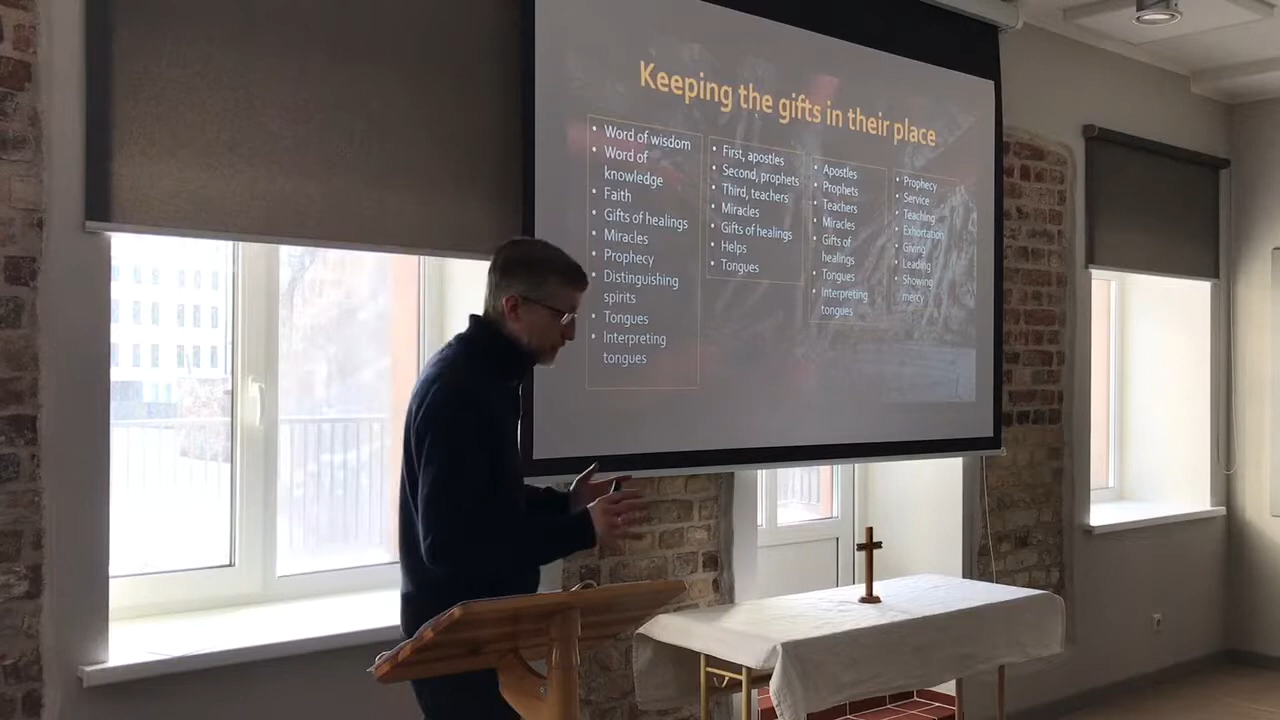 Keeping the gifts in their place
• Word of wisdom
• Word of
knowledge
• Faith
• Gifts of healings
• Miracles
• Prophecy
• Distinguishing
spirits
• Tongues
• Interpreting
tongues
• First, apostles
• Second, prophets
• Third, teachers
• Miracles
• Gifts of healings
• Helps
• Tongues
• Apostles
• Prophets
• Teachers
• Miracles
• Gifts of
healings
• Tongues
• Interpreting
tongues
• Prophecy
• Service
• Teaching
• Exhortation
• Giving
• Leading
• Showing
mercy